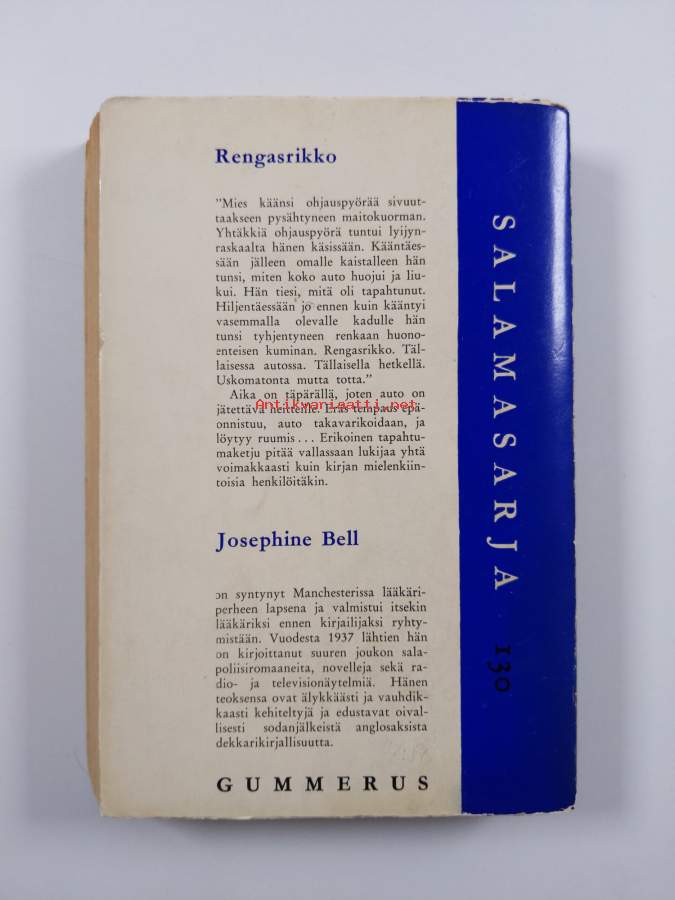 Rengasrikko
"Mies käänsi ohjauspyörää sivuut-
taakseen pysähtyneen maitokuorman.
Yhtäkkiä ohjauspyörä tuntui lyijyn-
raskaalta hänen käsissään. Kääntäes-
sään jälleen omalle kaistalleen hän
tunsi, miten koko auto huojui ja liu-
kui. Hän tiesi, mitä oli tapahtunut.
Hiljentäessään jo ennen kuin kääntyi
vasemmalla olevalle kadulle hän
tunsi tyhjentyneen renkaan huono-
enteisen kuminan. Rengasrikko. Täl-
laisessa autossa. Tällaisella hetkellä.
Uskomatonta mutta totta."
Aika on täpärällä, joten auto on
Antikvariaatti.net
jätettävä heitteille. Eräs tempaus epä-
onnistuu, auto takavarikoidaan, ja
löytyy ruumis... Erikoinen tapahtu-
maketju pitää vallassaan lukijaa yhtä
voimakkaasti kuin kirjan mielenkiin-
toisia henkilöitäkin.
Josephine Bell
on syntynyt Manchesterissa lääkäri-
perheen lapsena ja valmistui itsekin
lääkäriksi ennen kirjailijaksi ryhty-
mistään. Vuodesta 1937 lähtien hän
on kirjoittanut suuren joukon sala-
poliisiromaaneita, novelleja sekä ra-
dio- ja televisionäytelmiä. Hänen
teoksensa ovat älykkäästi ja vauhdik-
kaasti kehiteltyjä ja edustavat oival-
lisesti sodanjälkeistä anglosaksista
dekkarikirjallisuutta.
GUMMERUS
SALAMASARJA 130